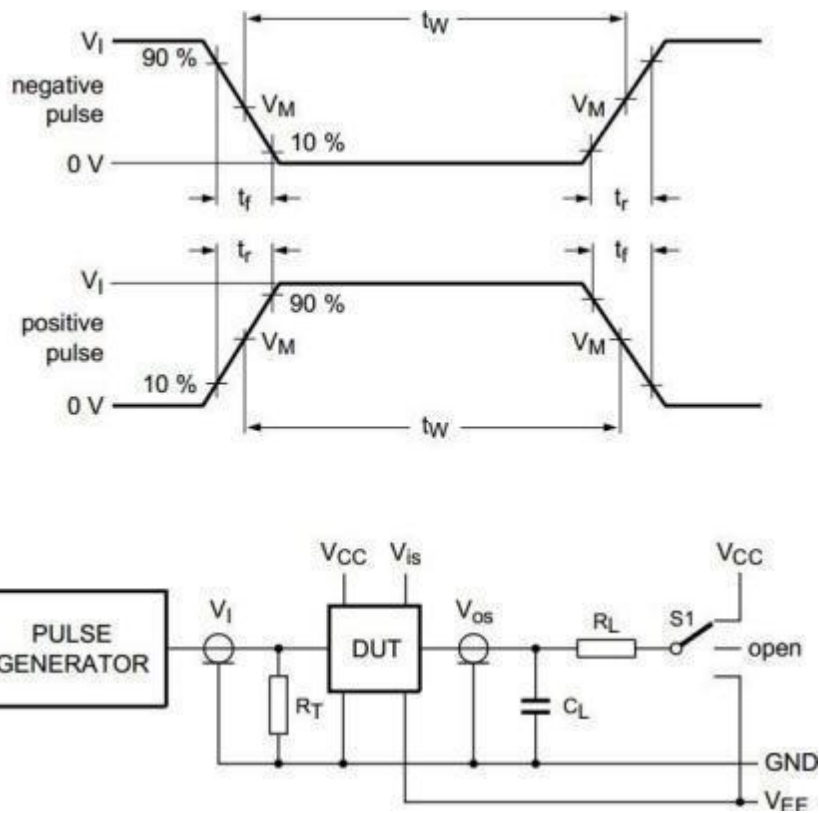 tW
VI
90 %
negative
pulse
VM
VM
10 %
0 V
tf
tr
tr
tf
VI
90 %
positive
pulse
VM
VM
10 %
0 V
tW
VCC
Vis
VCC
VI
Vos
RL
S1
PULSE
GENERATOR
DUT
open
RT
CL
GND
VEE